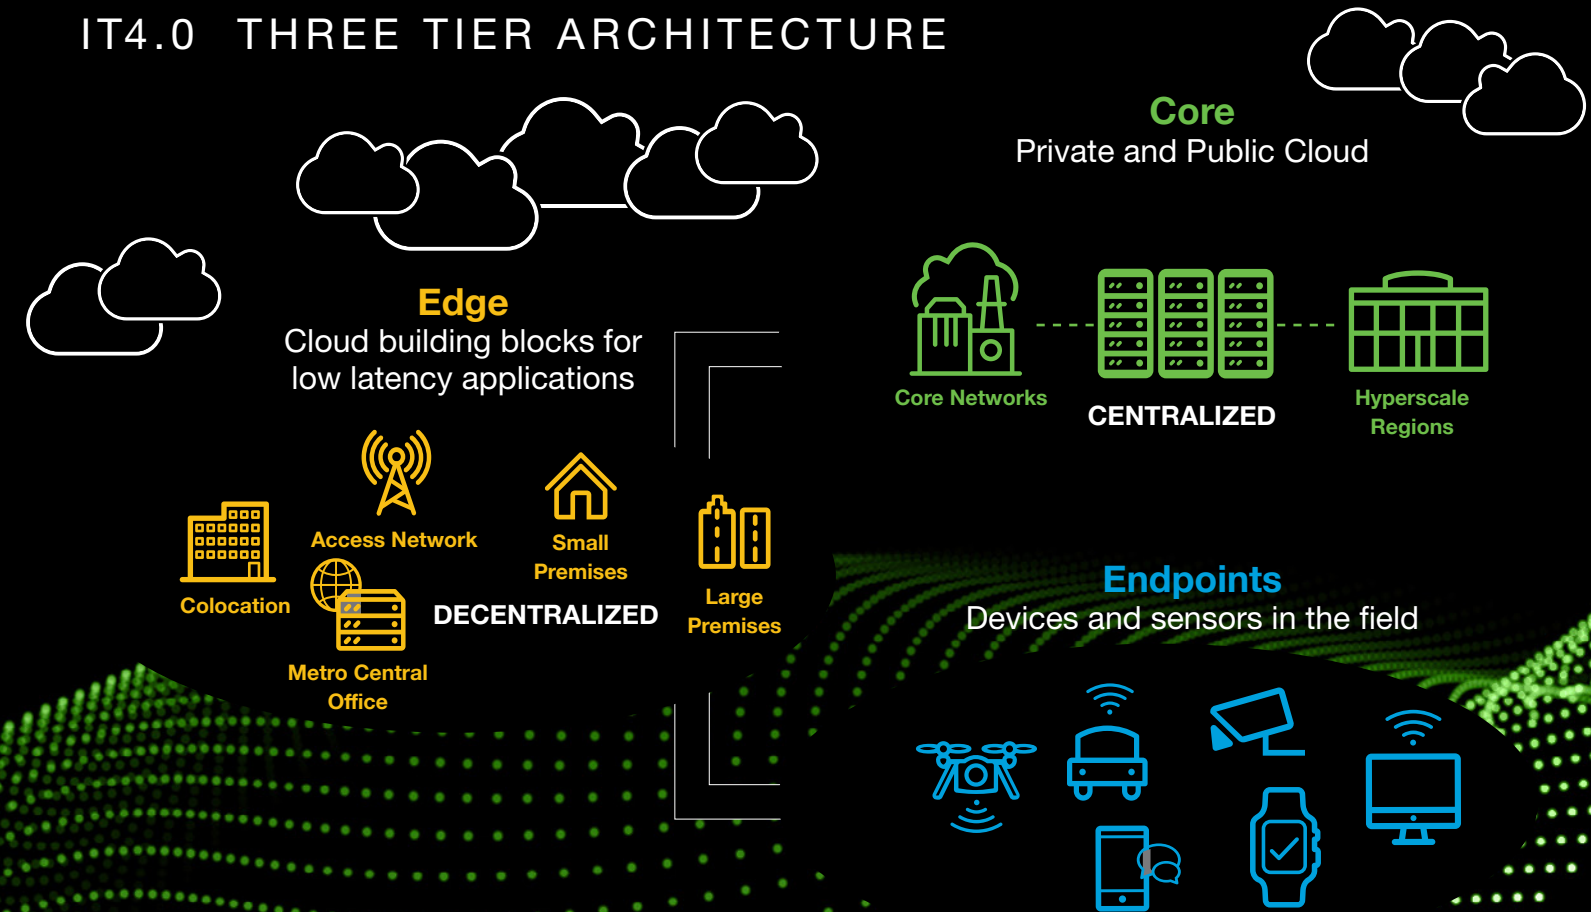 IT4.0 THREE TIER ARCHITECTURE
Core
Private and Public Cloud
Core Networks
CENTRALIZED
Hyperscale
Regions
Edge
Cloud building blocks for
low latency applications
Access Network
Small
Premises
Colocation
DECENTRALIZED
Large
Premises
Metro Central
Office
Endpoints
Devices and sensors in the field